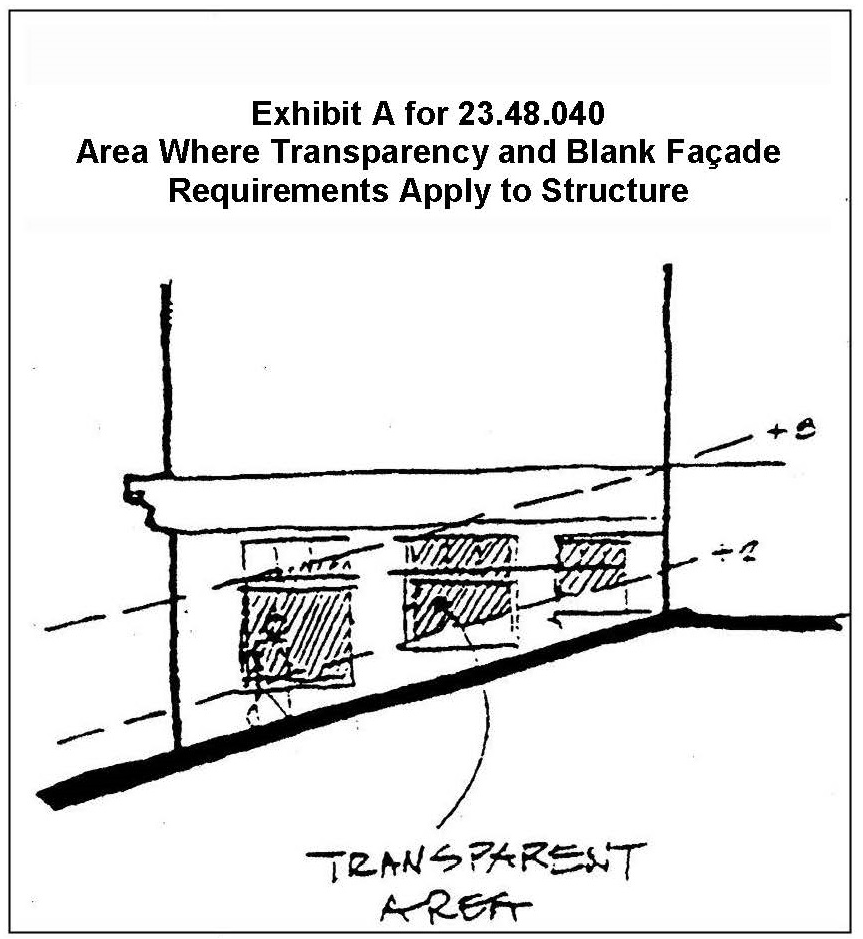 Exhibit A for 23.48.040
Area Where Transparency and Blank Façade
Requirements Apply to Structure
+8
+2
TRANSPARENT
AREA